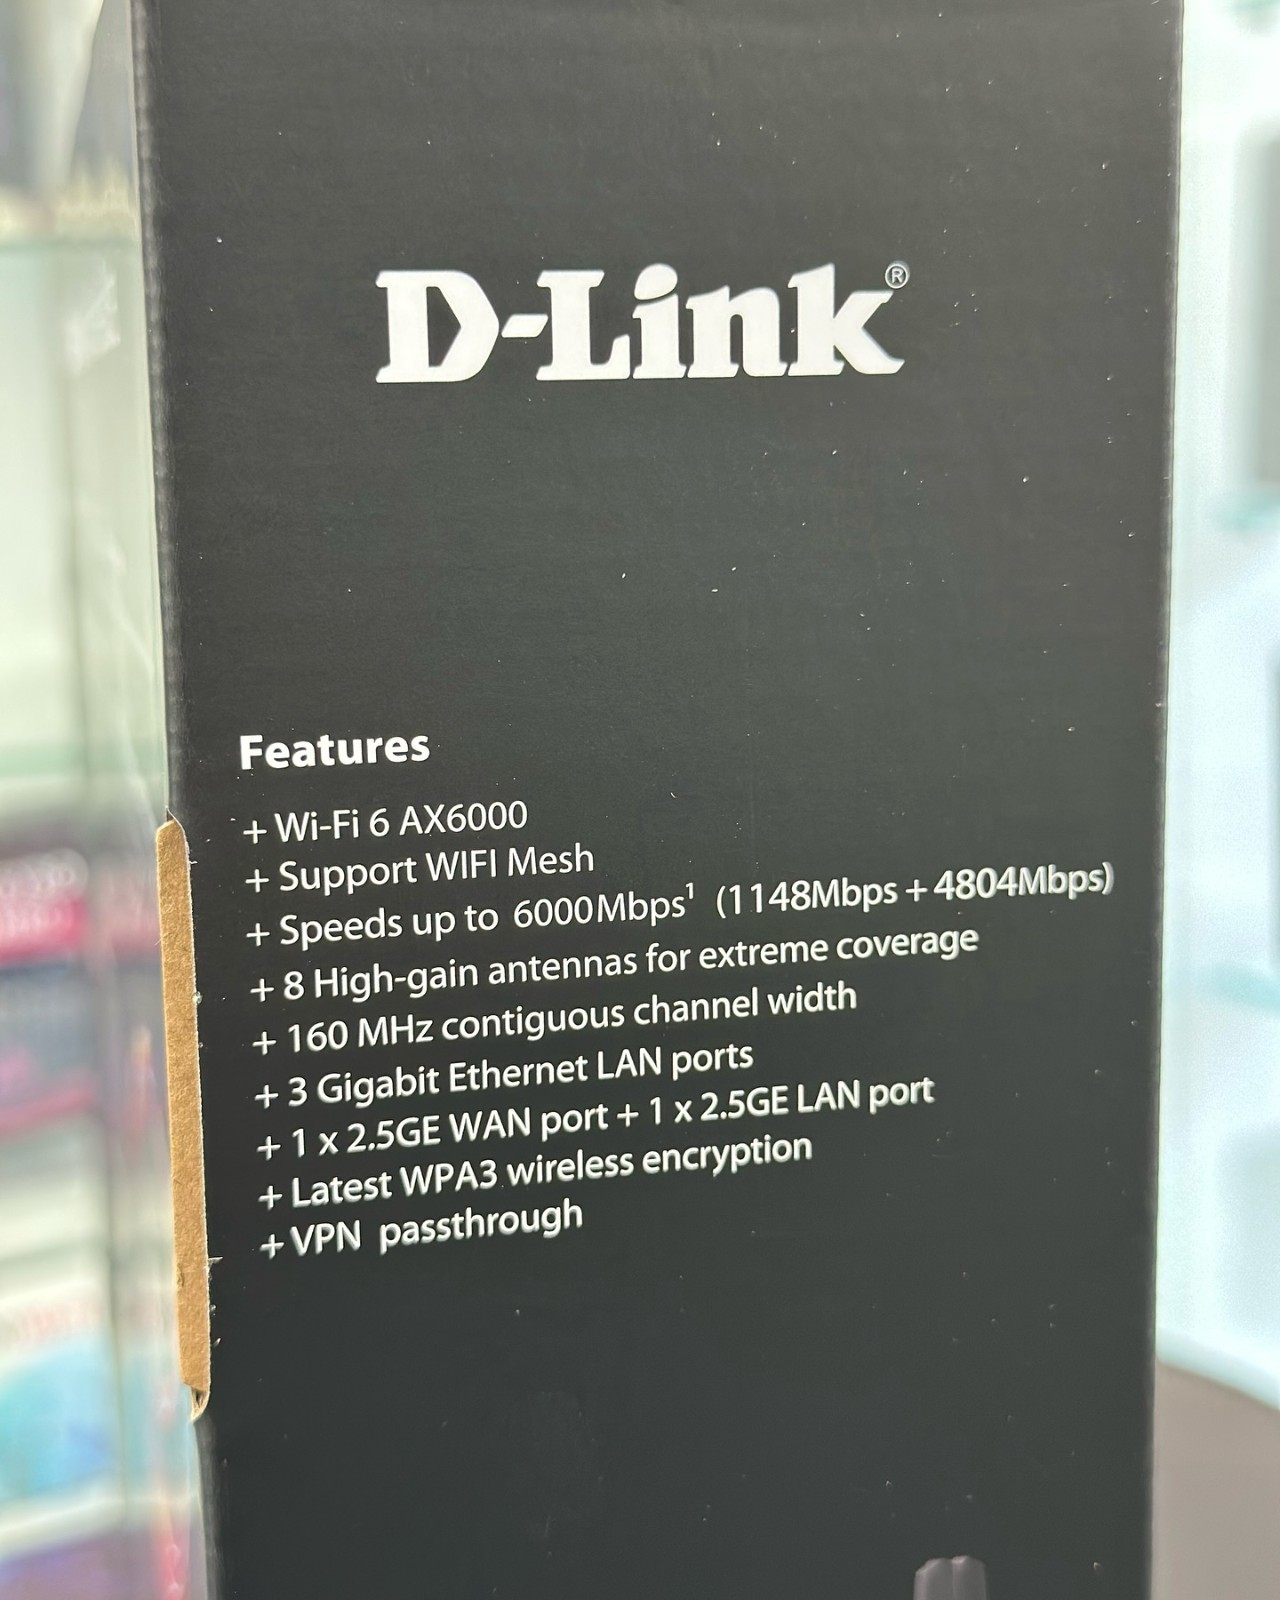 D-Link®
Features
+ Wi-Fi 6 AX6000
+ Support WIFI Mesh
+ Speeds up to 6000Mbps¹ (1148Mbps + 4804Mbps)
+ 8 High-gain antennas for extreme coverage
+ 160 MHz contiguous channel width
+ 3 Gigabit Ethernet LAN ports
+ 1 x 2.5GE WAN port + 1 x 2.5GE LAN port
+ Latest WPA3 wireless encryption
+ VPN passthrough